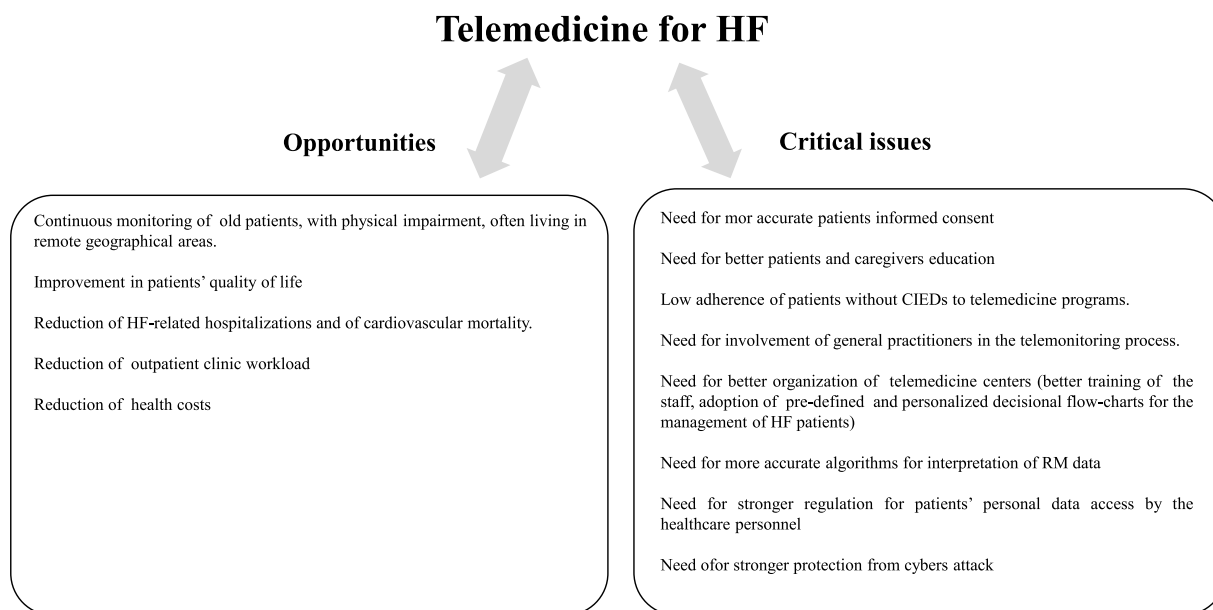 Telemedicine for HF
Opportunities
Continuous monitoring of old patients, with physical impairment, often living in
remote geographical areas.
Improvement in patients' quality of life
Reduction of HF-related hospitalizations and of cardiovascular mortality.
Reduction of outpatient clinic workload
Reduction of health costs
Critical issues
Need for mor accurate patients informed consent
Need for better patients and caregivers education
Low adherence of patients without CIEDs to telemedicine programs.
Need for involvement of general practitioners in the telemonitoring process.
Need for better organization of telemedicine centers (better training of the
staff, adoption of pre-defined and personalized decisional flow-charts for the
management of HF patients)
Need for more accurate algorithms for interpretation of RM data
Need for stronger regulation for patients' personal data access by the
healthcare personnel
Need ofor stronger protection from cybers attack